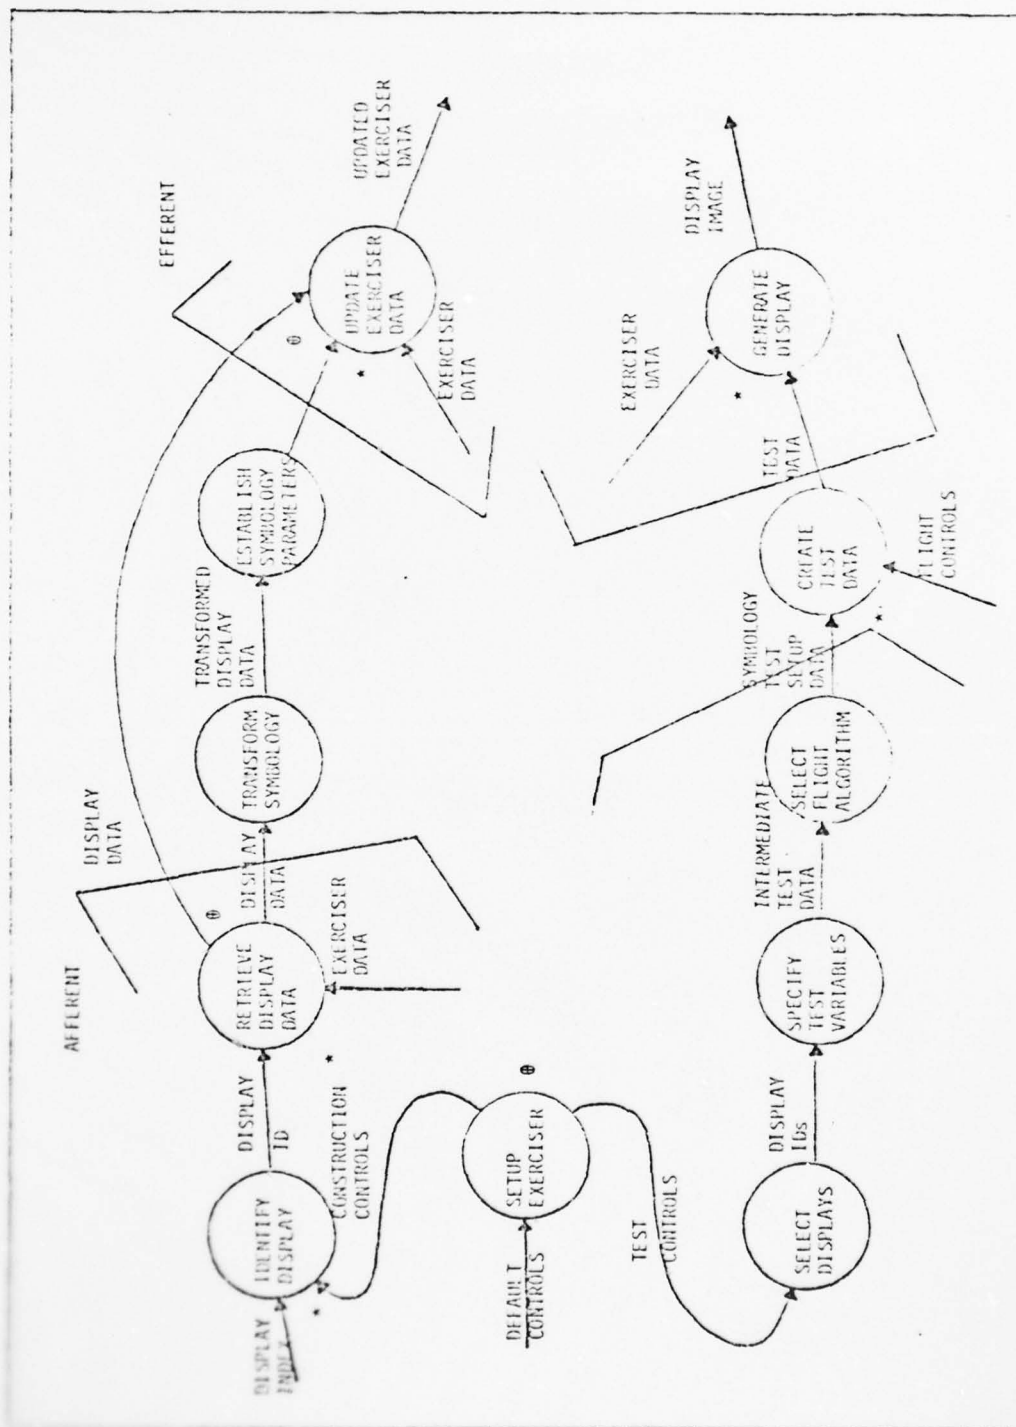 AFFERENT
EFFERENT
DISPLAY
DATA
DISPLAY
INDEX
*
IDENTIFY
DISPLAY
DISPLAY
ID
*
RETRIEVE
DISPLAY
DATA
⊕
EXERCISER
DATA
DISPLAY
DATA
TRANSFORM
SYMBOLOGY
TRANSFORMED
DISPLAY
DATA
ESTABLISH
SYMBOLOGY
PARAMETERS
⊕
*
UPDATE
EXERCISER
DATA
EXERCISER
DATA
UPDATED
EXERCISER
DATA
CONSTRUCTION
CONTROLS
DEFAULT
CONTROLS
SETUP
EXERCISER
⊕
TEST
CONTROLS
SELECT
DISPLAYS
DISPLAY
IDs
SPECIFY
TEST
VARIABLES
INTERMEDIATE
TEST
DATA
SELECT
FLIGHT
ALGORITHM
SYMBOLOGY
TEST
SETUP
DATA
*
CREATE
TEST
DATA
FLIGHT
CONTROLS
TEST
DATA
EXERCISER
DATA
*
GENERATE
DISPLAY
DISPLAY
IMAGE